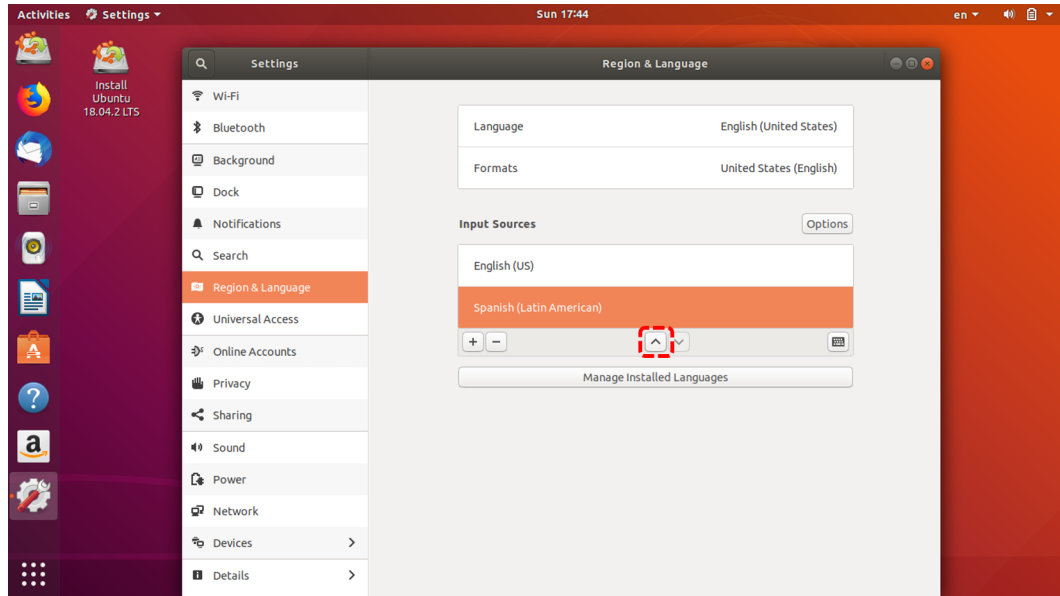 Activities Settings Sun 17:44 en
Install
Ubuntu
18.04.2 LTS
Settings
Region & Language
Wi-Fi
Bluetooth
Background
Dock
Notifications
Search
Region & Language
Universal Access
Online Accounts
Privacy
Sharing
Sound
Power
Network
Devices
Details
Language English (United States)
Formats United States (English)
Input Sources Options
English (US)
Spanish (Latin American)
Manage Installed Languages